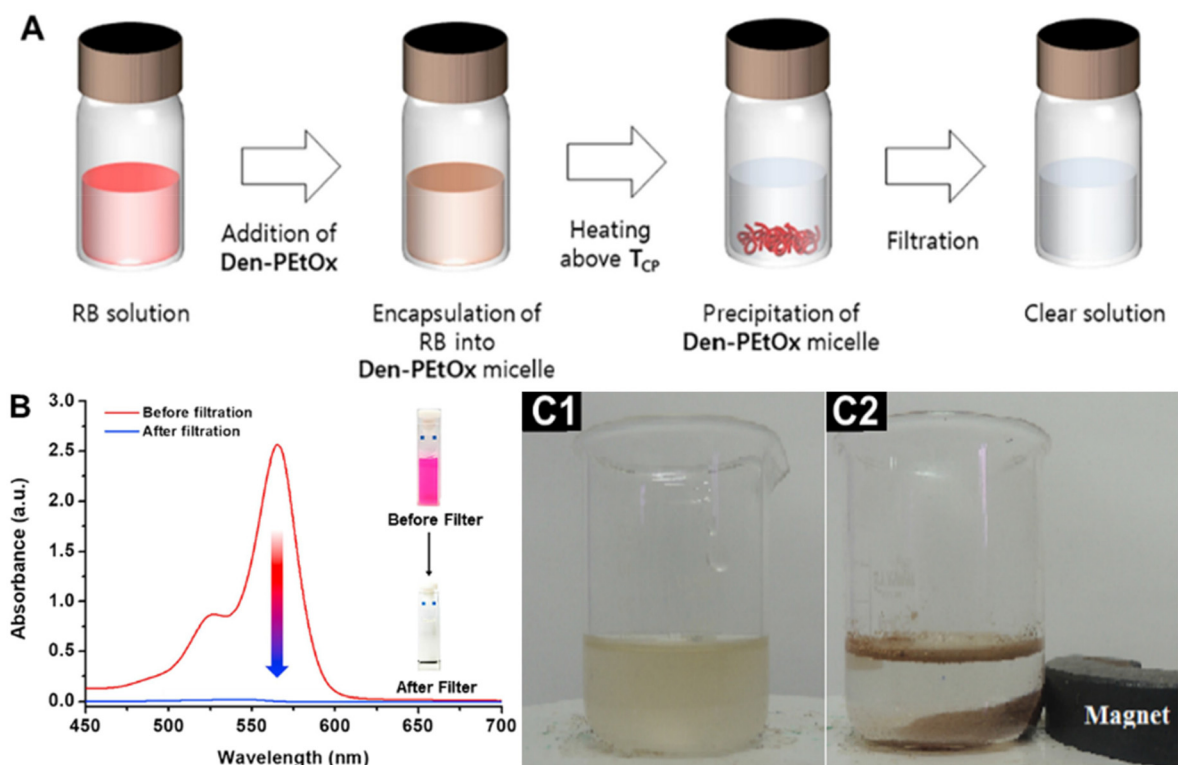 A
Addition of
Den-PEtOx
Heating
above TCP
Filtration
RB solution
Encapsulation of
RB into
Den-PEtOx micelle
Precipitation of
Den-PEtOx micelle
Clear solution
B
Absorbance (a.u.)
3.0
2.5
2.0
1.5
1.0
0.5
0.0
450 500 550 600 650 700
Wavelength (nm)
Before filtration
After filtration
Before Filter
After Filter
C1
C2
Magnet